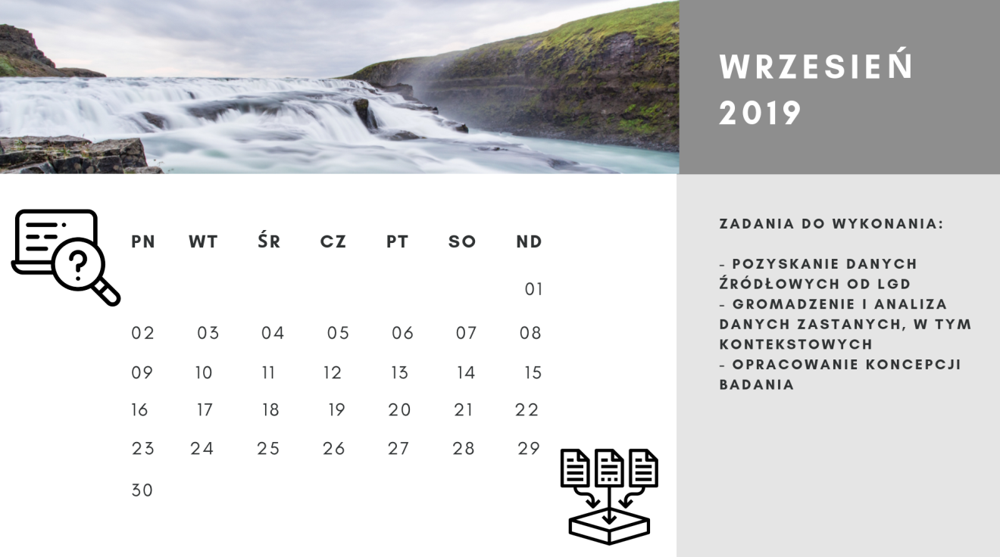 WRZESIEŃ
2019
PN WT ŚR CZ PT SO ND
01
02 03 04 05 06 07 08
09 10 11 12 13 14 15
16 17 18 19 20 21 22
23 24 25 26 27 28 29
30
ZADANIA DO WYKONANIA:
- POZYSKANIE DANYCH
ŹRÓDŁOWYCH OD LGD
- GROMADZENIE I ANALIZA
DANYCH ZASTANYCH, W TYM
KONTEKSTOWYCH
- OPRACOWANIE KONCEPCJI
BADANIA
?